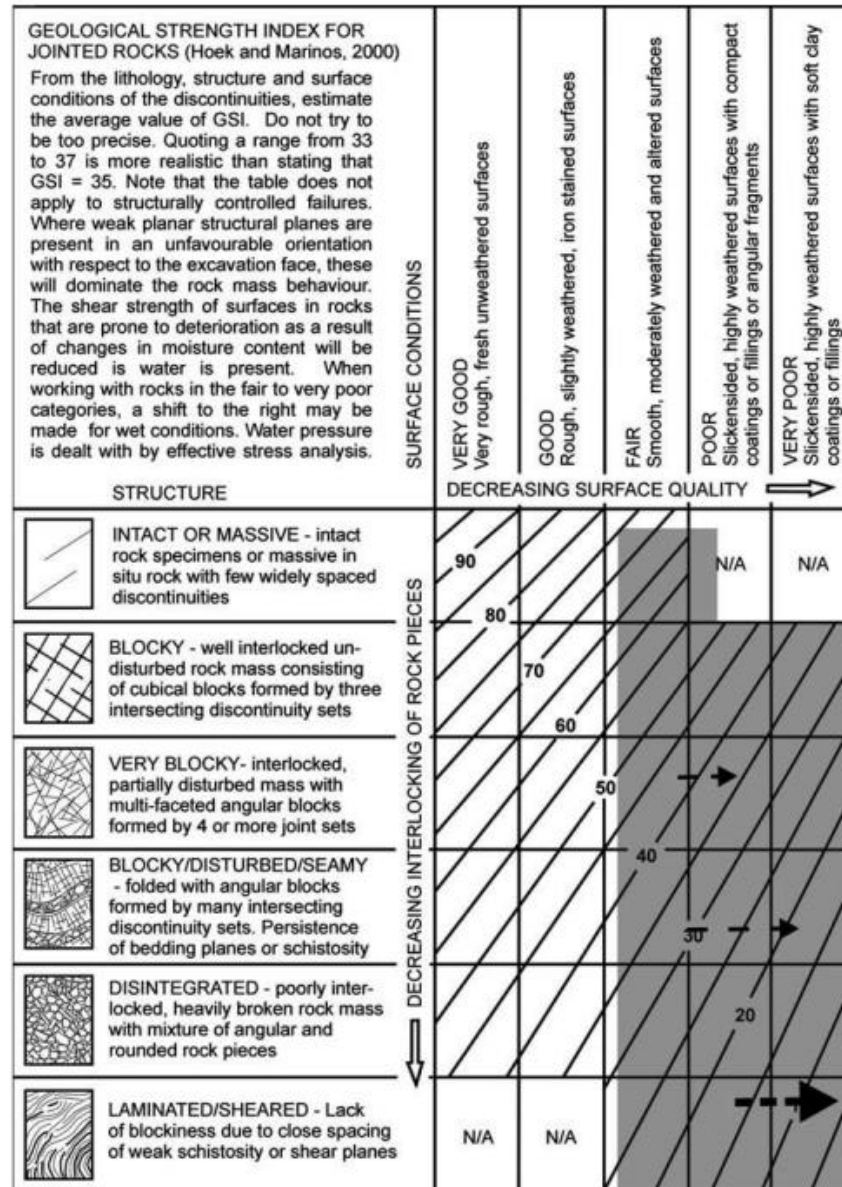 GEOLOGICAL STRENGTH INDEX FOR
JOINTED ROCKS (Hoek and Marinos, 2000)
From the lithology, structure and surface
conditions of the discontinuities, estimate
the average value of GSI. Do not try to
be too precise. Quoting a range from 33
to 37 is more realistic than stating that
GSI = 35. Note that the table does not
apply to structurally controlled failures.
Where weak planar structural planes are
present in an unfavourable orientation
with respect to the excavation face, these
will dominate the rock mass behaviour.
The shear strength of surfaces in rocks
that are prone to deterioration as a result
of changes in moisture content will be
reduced is water is present. When
working with rocks in the fair to very poor
categories, a shift to the right may be
made for wet conditions. Water pressure
is dealt with by effective stress analysis.
STRUCTURE
SURFACE CONDITIONS
VERY GOOD
Very rough, fresh unweathered surfaces
GOOD
Rough, slightly weathered, iron stained surfaces
FAIR
Smooth, moderately weathered and altered surfaces
POOR
Slickensided, highly weathered surfaces with compact
coatings or fillings or angular fragments
VERY POOR
Slickensided, highly weathered surfaces with soft clay
coatings or fillings
DECREASING SURFACE QUALITY
DECREASING INTERLOCKING OF ROCK PIECES
INTACT OR MASSIVE - intact
rock specimens or massive in
situ rock with few widely spaced
discontinuities
90
80
N/A
N/A
BLOCKY - well interlocked un-
disturbed rock mass consisting
of cubical blocks formed by three
intersecting discontinuity sets
70
60
VERY BLOCKY- interlocked,
partially disturbed mass with
multi-faceted angular blocks
formed by 4 or more joint sets
50
BLOCKY/DISTURBED/SEAMY
- folded with angular blocks
formed by many intersecting
discontinuity sets. Persistence
of bedding planes or schistosity
40
30
DISINTEGRATED - poorly inter-
locked, heavily broken rock mass
with mixture of angular and
rounded rock pieces
20
LAMINATED/SHEARED - Lack
of blockiness due to close spacing
of weak schistosity or shear planes
N/A
N/A